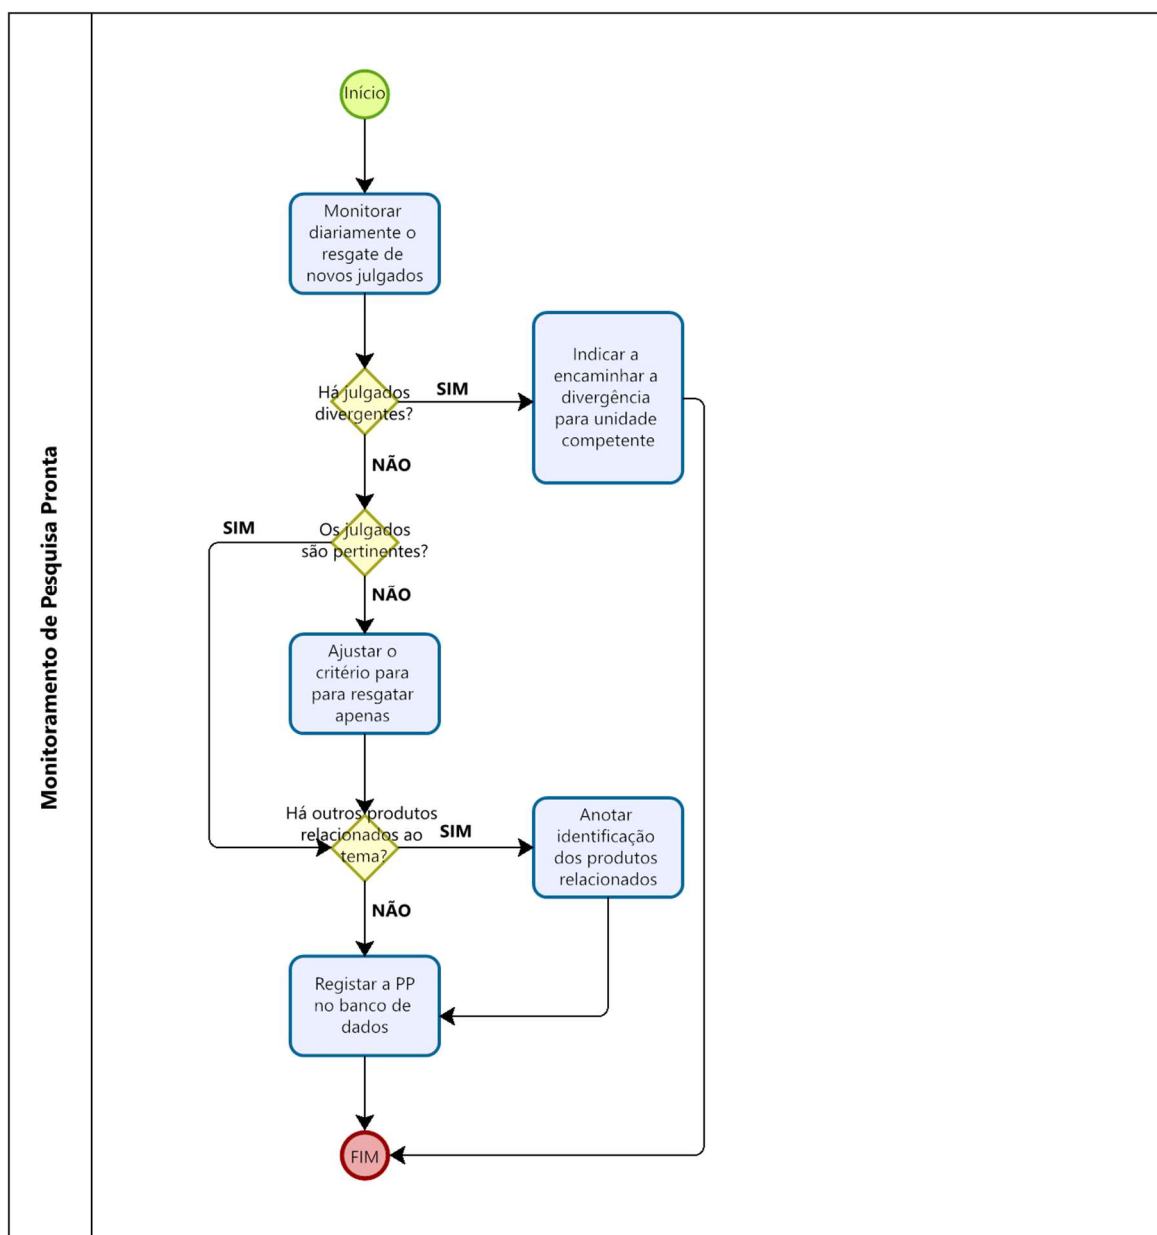 Monitoramento de Pesquisa Pronta
Início
Monitorar
diariamente o
resgate de
novos julgados
Há julgados
divergentes?
SIM
Indicar a
encaminhar a
divergência
para unidade
competente
NÃO
Os julgados
são pertinentes?
SIM
NÃO
Ajustar o
critério para
para resgatar
apenas
Há outros produtos
relacionados ao
tema?
SIM
Anotar
identificação
dos produtos
relacionados
NÃO
Registar a PP
no banco de
dados
FIM